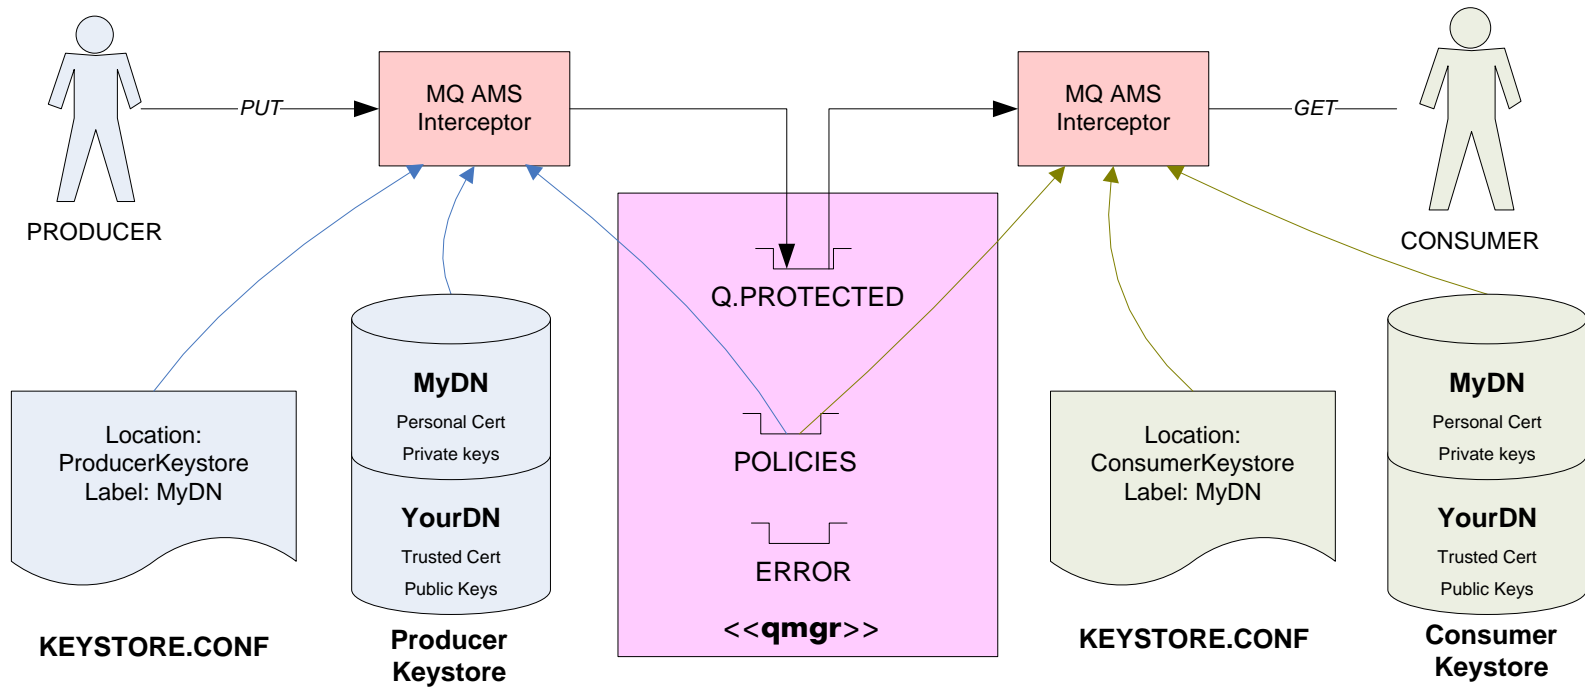 PUT
MQ AMS
Interceptor
MQ AMS
Interceptor
GET
PRODUCER
CONSUMER
Q.PROTECTED
MyDN
Personal Cert
Private keys
YourDN
Trusted Cert
Public Keys
Location:
ProducerKeystore
Label: MyDN
POLICIES
ERROR
<<qmgr>>
Location:
ConsumerKeystore
Label: MyDN
MyDN
Personal Cert
Private keys
YourDN
Trusted Cert
Public Keys
KEYSTORE.CONF
Producer
Keystore
KEYSTORE.CONF
Consumer
Keystore